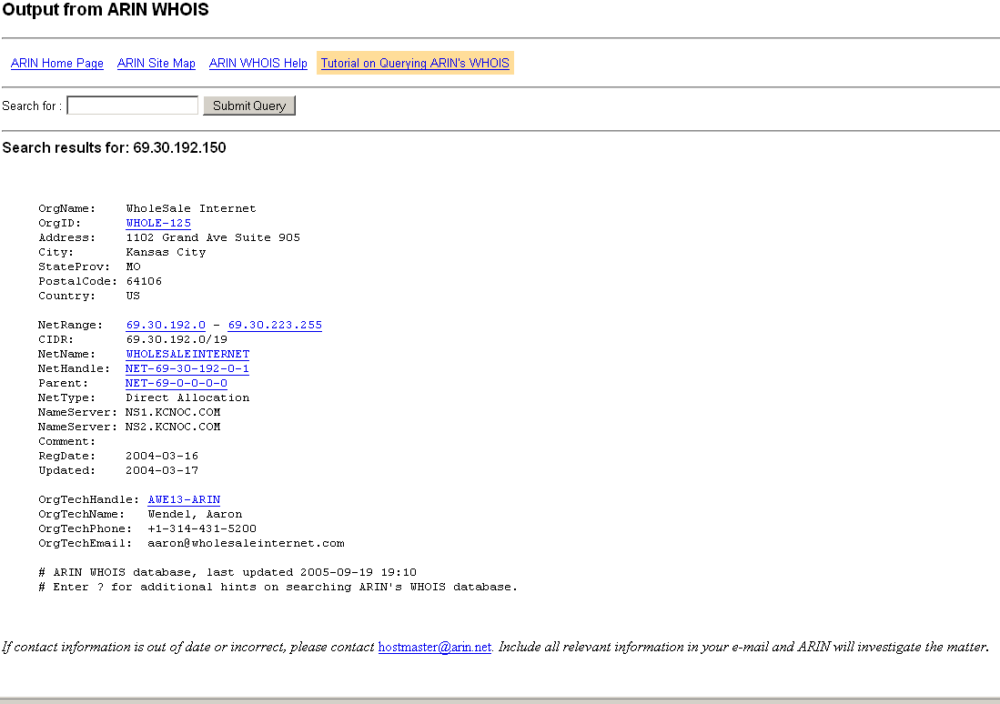 Output from ARIN WHOIS
ARIN Home Page ARIN Site Map ARIN WHOIS Help Tutorial on Querying ARIN's WHOIS
Search for : Submit Query
Search results for: 69.30.192.150
OrgName: WholeSale Internet
OrgID: WHOLE-125
Address: 1102 Grand Ave Suite 905
City: Kansas City
StateProv: MO
PostalCode: 64106
Country: US
NetRange: 69.30.192.0 - 69.30.223.255
CIDR: 69.30.192.0/19
NetName: WHOLESALEINTERNET
NetHandle: NET-69-30-192-0-1
Parent: NET-69-0-0-0-0
NetType: Direct Allocation
NameServer: NS1.KCNOC.COM
NameServer: NS2.KCNOC.COM
Comment:
RegDate: 2004-03-16
Updated: 2004-03-17
OrgTechHandle: AWE13-ARIN
OrgTechName: Wendel, Aaron
OrgTechPhone: +1-314-431-5200
OrgTechEmail: aaron@wholesaleinternet.com
# ARIN WHOIS database, last updated 2005-09-19 19:10
# Enter ? for additional hints on searching ARIN's WHOIS database.
If contact information is out of date or incorrect, please contact hostmaster@arin.net. Include all relevant information in your e-mail and ARIN will investigate the matter.